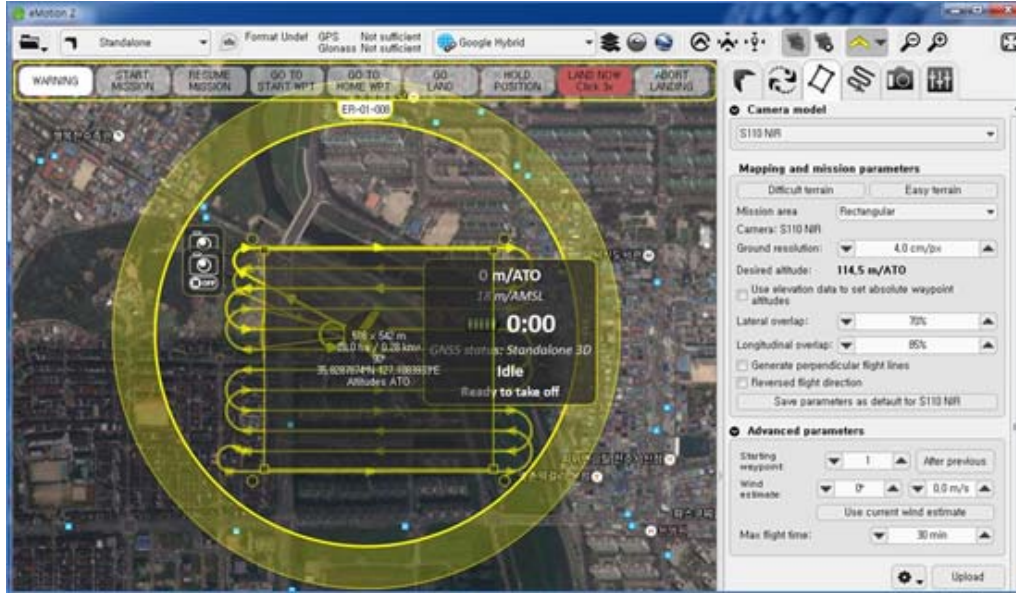 eMotion 2
Standalone
Format Undef
GPS Not sufficient
Glonass Not sufficient
Google Hybrid
WARNING
START MISSION
RESUME MISSION
GO TO START WPT
GO TO HOME WPT
GO LAND
HOLD POSITION
LAND NOW Click 3x
ABORT LANDING
ER-01-008
0 m/ATO
18 m/AMSL
0:00
GNSS status: Standalone 3D
Idle
Ready to take off
90°
Altitudes: ATO
OFF
Camera model
S110 NIR
Mapping and mission parameters
Difficult terrain
Easy terrain
Mission area
Rectangular
Camera: S110 NIR
Ground resolution:
4.0 cm/px
Desired altitude: 114.5 m/ATO
Use elevation data to set absolute waypoint
altitudes
Lateral overlap:
70%
Longitudinal overlap:
85%
Generate perpendicular flight lines
Reversed flight direction
Save parameters as default for S110 NIR
Advanced parameters
Starting
waypoint:
1
After previous
Wind
estimate:
0°
0.0 m/s
Use current wind estimate
Max flight time:
30 min
Upload